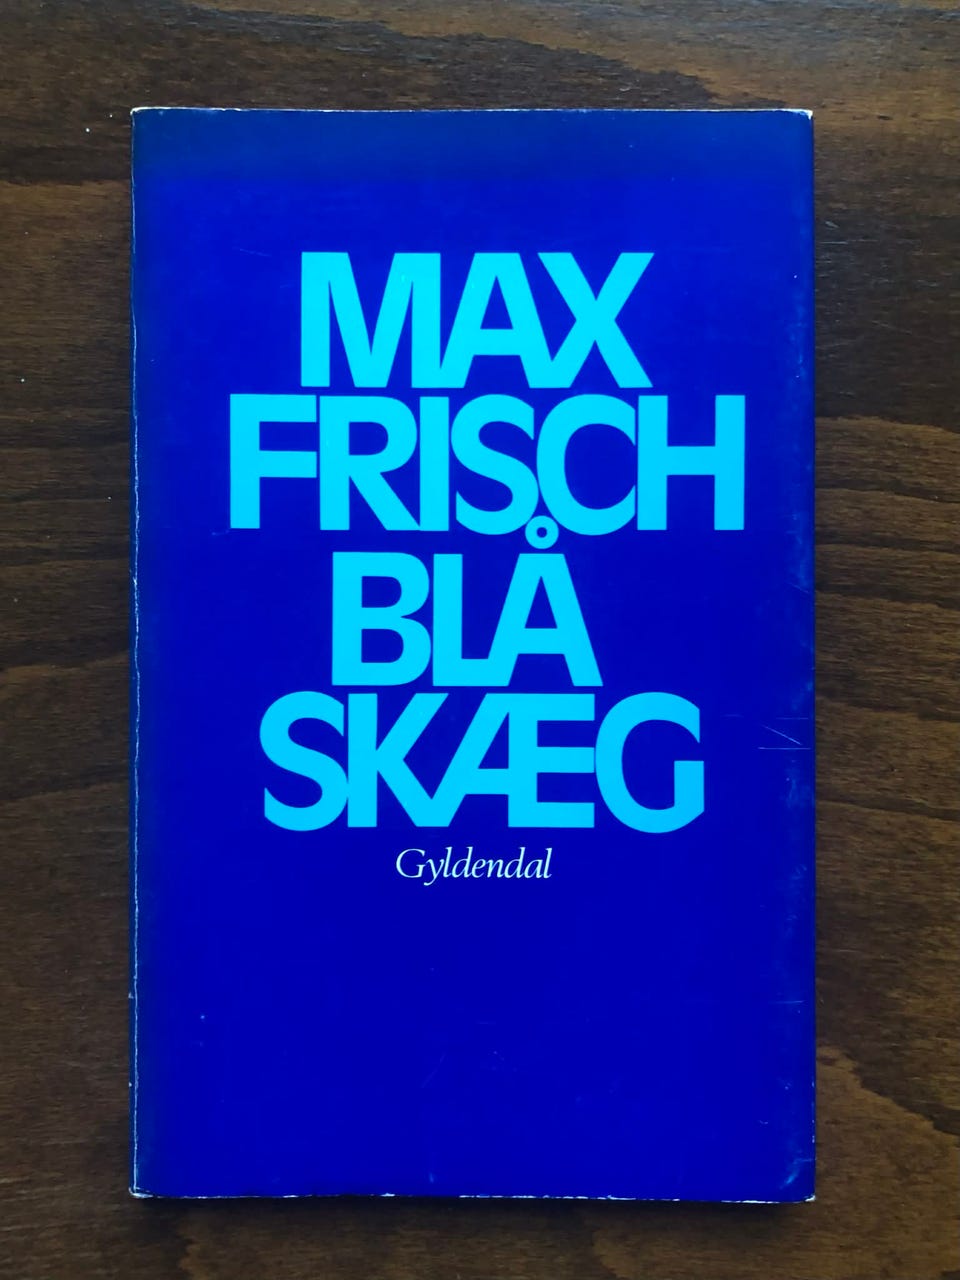 MAX
FRISCH
BLÅ
SKÆG
Gyldendal